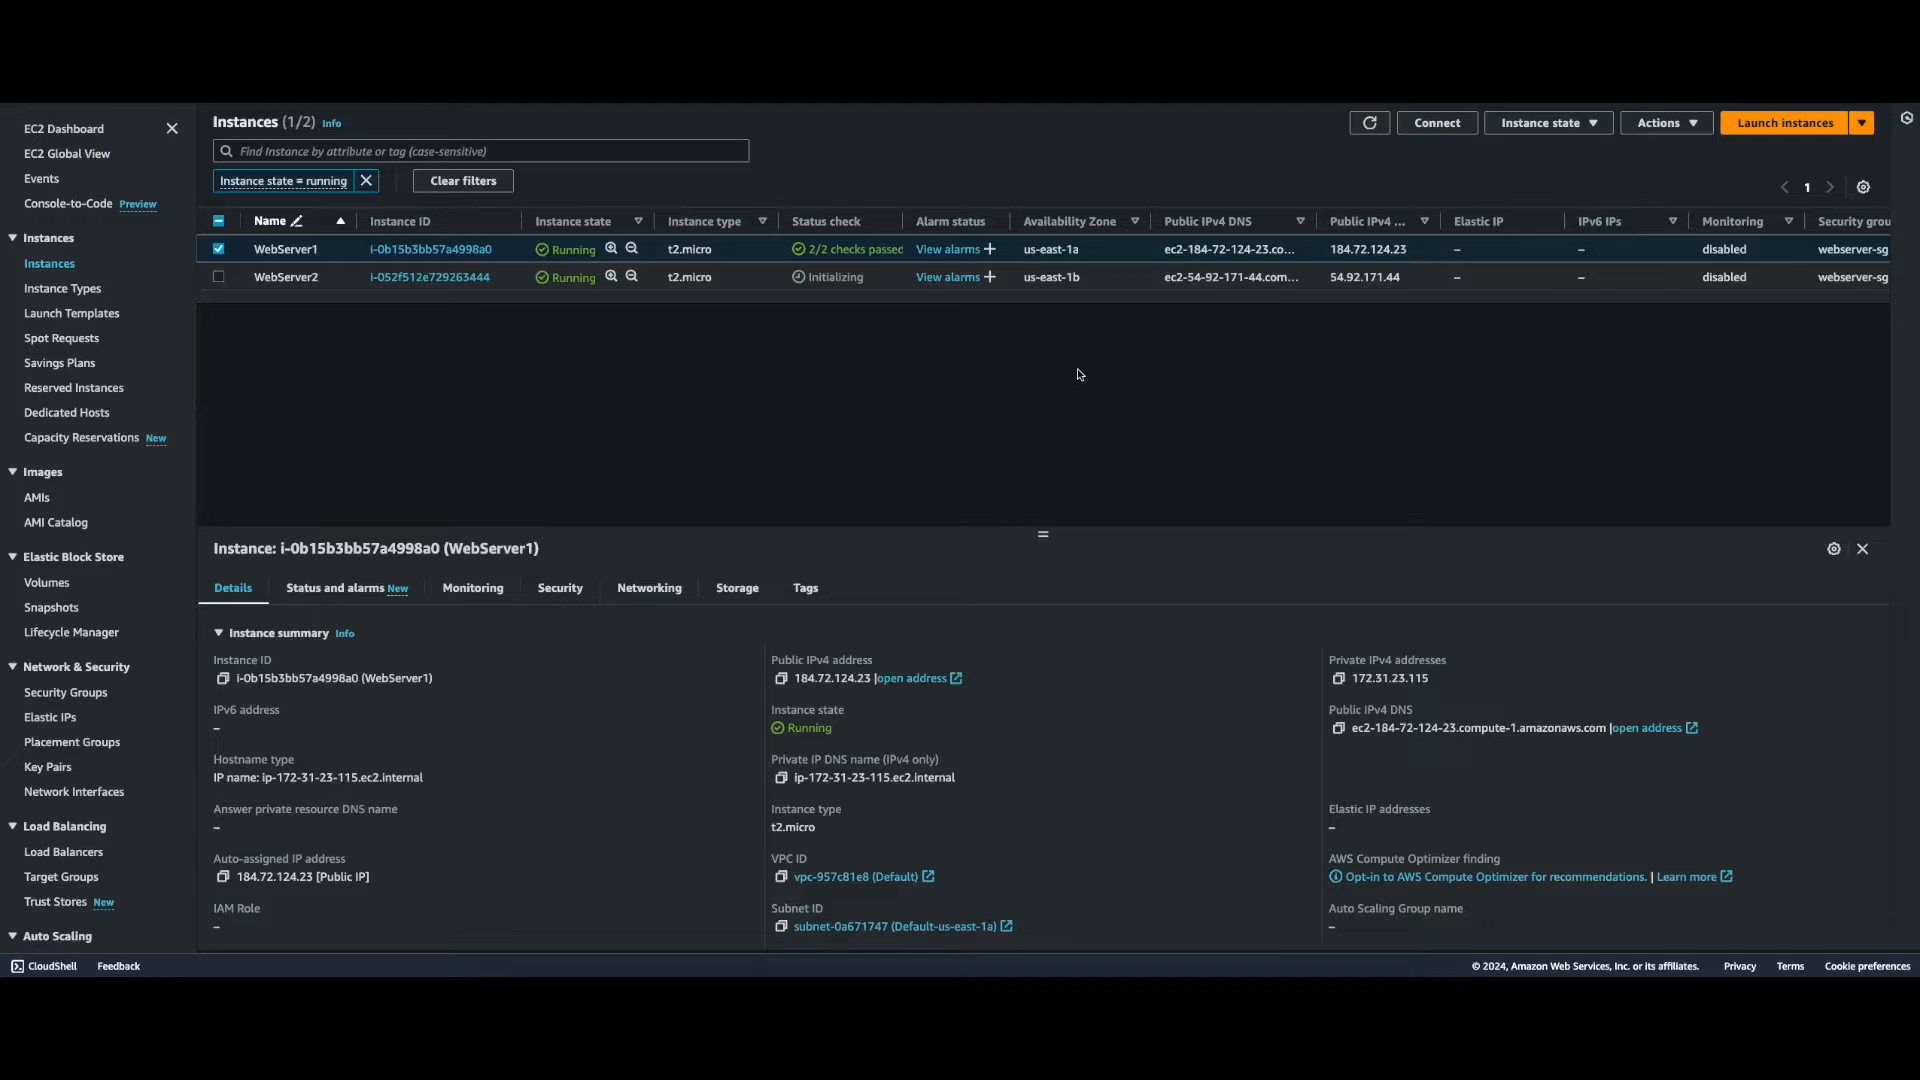 EC2 Dashboard
EC2 Global View
Events
Console-to-Code Preview
Instances
Instances
Instance Types
Launch Templates
Spot Requests
Savings Plans
Reserved Instances
Dedicated Hosts
Capacity Reservations New
Images
AMIs
AMI Catalog
Elastic Block Store
Volumes
Snapshots
Lifecycle Manager
Network & Security
Security Groups
Elastic IPs
Placement Groups
Key Pairs
Network Interfaces
Load Balancing
Load Balancers
Target Groups
Trust Stores New
Auto Scaling
Instances (1/2) Info
Connect Instance state Actions Launch instances
Find Instance by attribute or tag (case-sensitive)
Instance state = running Clear filters
1
Name Instance ID Instance state Instance type Status check Alarm status Availability Zone Public IPv4 DNS Public IPv4 ... Elastic IP IPv6 IPs Monitoring Security grou
WebServer1 i-0b15b3bb57a4998a0 Running t2.micro 2/2 checks passed View alarms + us-east-1a ec2-184-72-124-23.co... 184.72.124.23 – – disabled webserver-sg
WebServer2 i-052f512e729263444 Running t2.micro Initializing View alarms + us-east-1b ec2-54-92-171-44.com... 54.92.171.44 – – disabled webserver-sg
Instance: i-0b15b3bb57a4998a0 (WebServer1)
Details Status and alarms New Monitoring Security Networking Storage Tags
Instance summary Info
Instance ID
i-0b15b3bb57a4998a0 (WebServer1)
IPv6 address
–
Hostname type
IP name: ip-172-31-23-115.ec2.internal
Answer private resource DNS name
–
Auto-assigned IP address
184.72.124.23 [Public IP]
IAM Role
–
Public IPv4 address
184.72.124.23 |open address
Instance state
Running
Private IP DNS name (IPv4 only)
ip-172-31-23-115.ec2.internal
Instance type
t2.micro
VPC ID
vpc-957c81e8 (Default)
Subnet ID
subnet-0a671747 (Default-us-east-1a)
Private IPv4 addresses
172.31.23.115
Public IPv4 DNS
ec2-184-72-124-23.compute-1.amazonaws.com |open address
Elastic IP addresses
–
AWS Compute Optimizer finding
Opt-in to AWS Compute Optimizer for recommendations. | Learn more
Auto Scaling Group name
–
CloudShell Feedback © 2024, Amazon Web Services, Inc. or its affiliates. Privacy Terms Cookie preferences